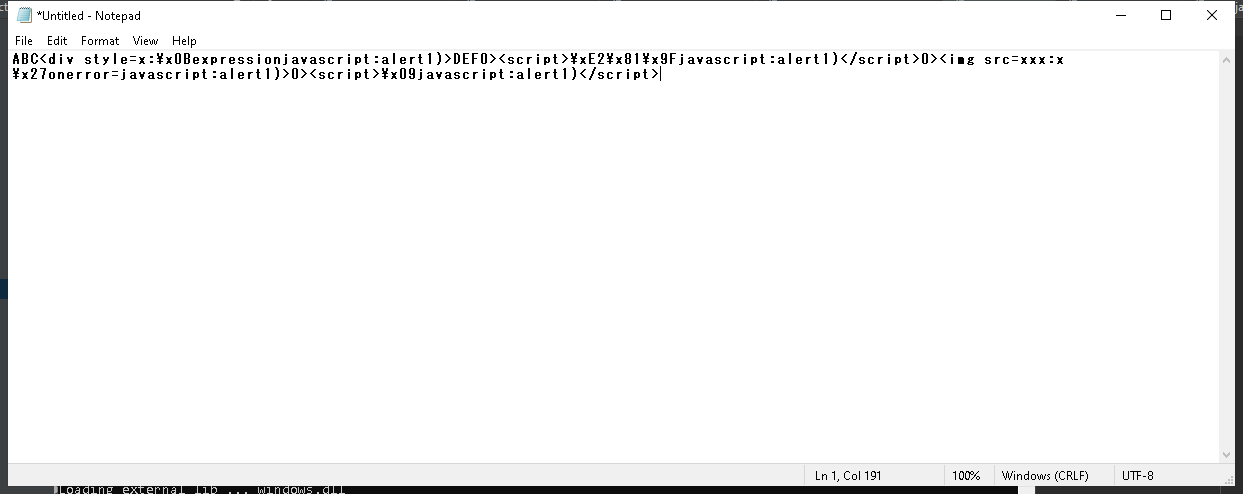 *Untitled - Notepad
File Edit Format View Help
ABC<div style=x:¥x0Bexpressionjavascript:alert1)>DEF0><script>¥xE2¥x81¥x9Fjavascript:alert1)</script>0><img src=xxx:x
¥x27onerror=javascript:alert1)>0><script>¥x09javascript:alert1)</script>
Ln 1, Col 191 100% Windows (CRLF) UTF-8
Loading external lib ... windows.dll